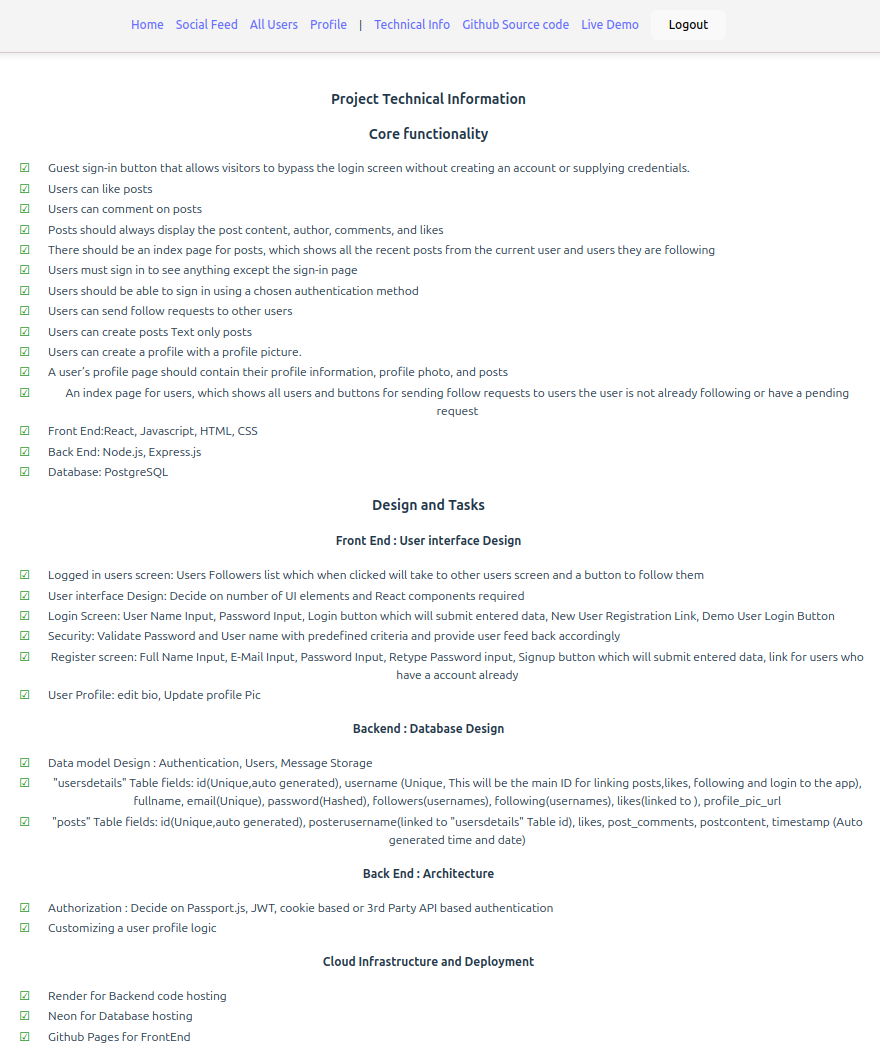 Home Social Feed All Users Profile | Technical Info Github Source code Live Demo Logout
Project Technical Information
Core functionality
☑ Guest sign-in button that allows visitors to bypass the login screen without creating an account or supplying credentials.
☑ Users can like posts
☑ Users can comment on posts
☑ Posts should always display the post content, author, comments, and likes
☑ There should be an index page for posts, which shows all the recent posts from the current user and users they are following
☑ Users must sign in to see anything except the sign-in page
☑ Users should be able to sign in using a chosen authentication method
☑ Users can send follow requests to other users
☑ Users can create posts Text only posts
☑ Users can create a profile with a profile picture.
☑ A user's profile page should contain their profile information, profile photo, and posts
☑ An index page for users, which shows all users and buttons for sending follow requests to users the user is not already following or have a pending
request
☑ Front End:React, Javascript, HTML, CSS
☑ Back End: Node.js, Express.js
☑ Database: PostgreSQL
Design and Tasks
Front End : User interface Design
☑ Logged in users screen: Users Followers list which when clicked will take to other users screen and a button to follow them
☑ User interface Design: Decide on number of UI elements and React components required
☑ Login Screen: User Name Input, Password Input, Login button which will submit entered data, New User Registration Link, Demo User Login Button
☑ Security: Validate Password and User name with predefined criteria and provide user feed back accordingly
☑ Register screen: Full Name Input, E-Mail Input, Password Input, Retype Password input, Signup button which will submit entered data, link for users who
have a account already
☑ User Profile: edit bio, Update profile Pic
Backend : Database Design
☑ Data model Design : Authentication, Users, Message Storage
☑ "usersdetails" Table fields: id(Unique,auto generated), username (Unique, This will be the main ID for linking posts,likes, following and login to the app),
fullname, email(Unique), password(Hashed), followers(usernames), following(usernames), likes(linked to ), profile_pic_url
☑ "posts" Table fields: id(Unique,auto generated), posterusername(linked to "usersdetails" Table id), likes, post_comments, postcontent, timestamp (Auto
generated time and date)
Back End : Architecture
☑ Authorization : Decide on Passport.js, JWT, cookie based or 3rd Party API based authentication
☑ Customizing a user profile logic
Cloud Infrastructure and Deployment
☑ Render for Backend code hosting
☑ Neon for Database hosting
☑ Github Pages for FrontEnd